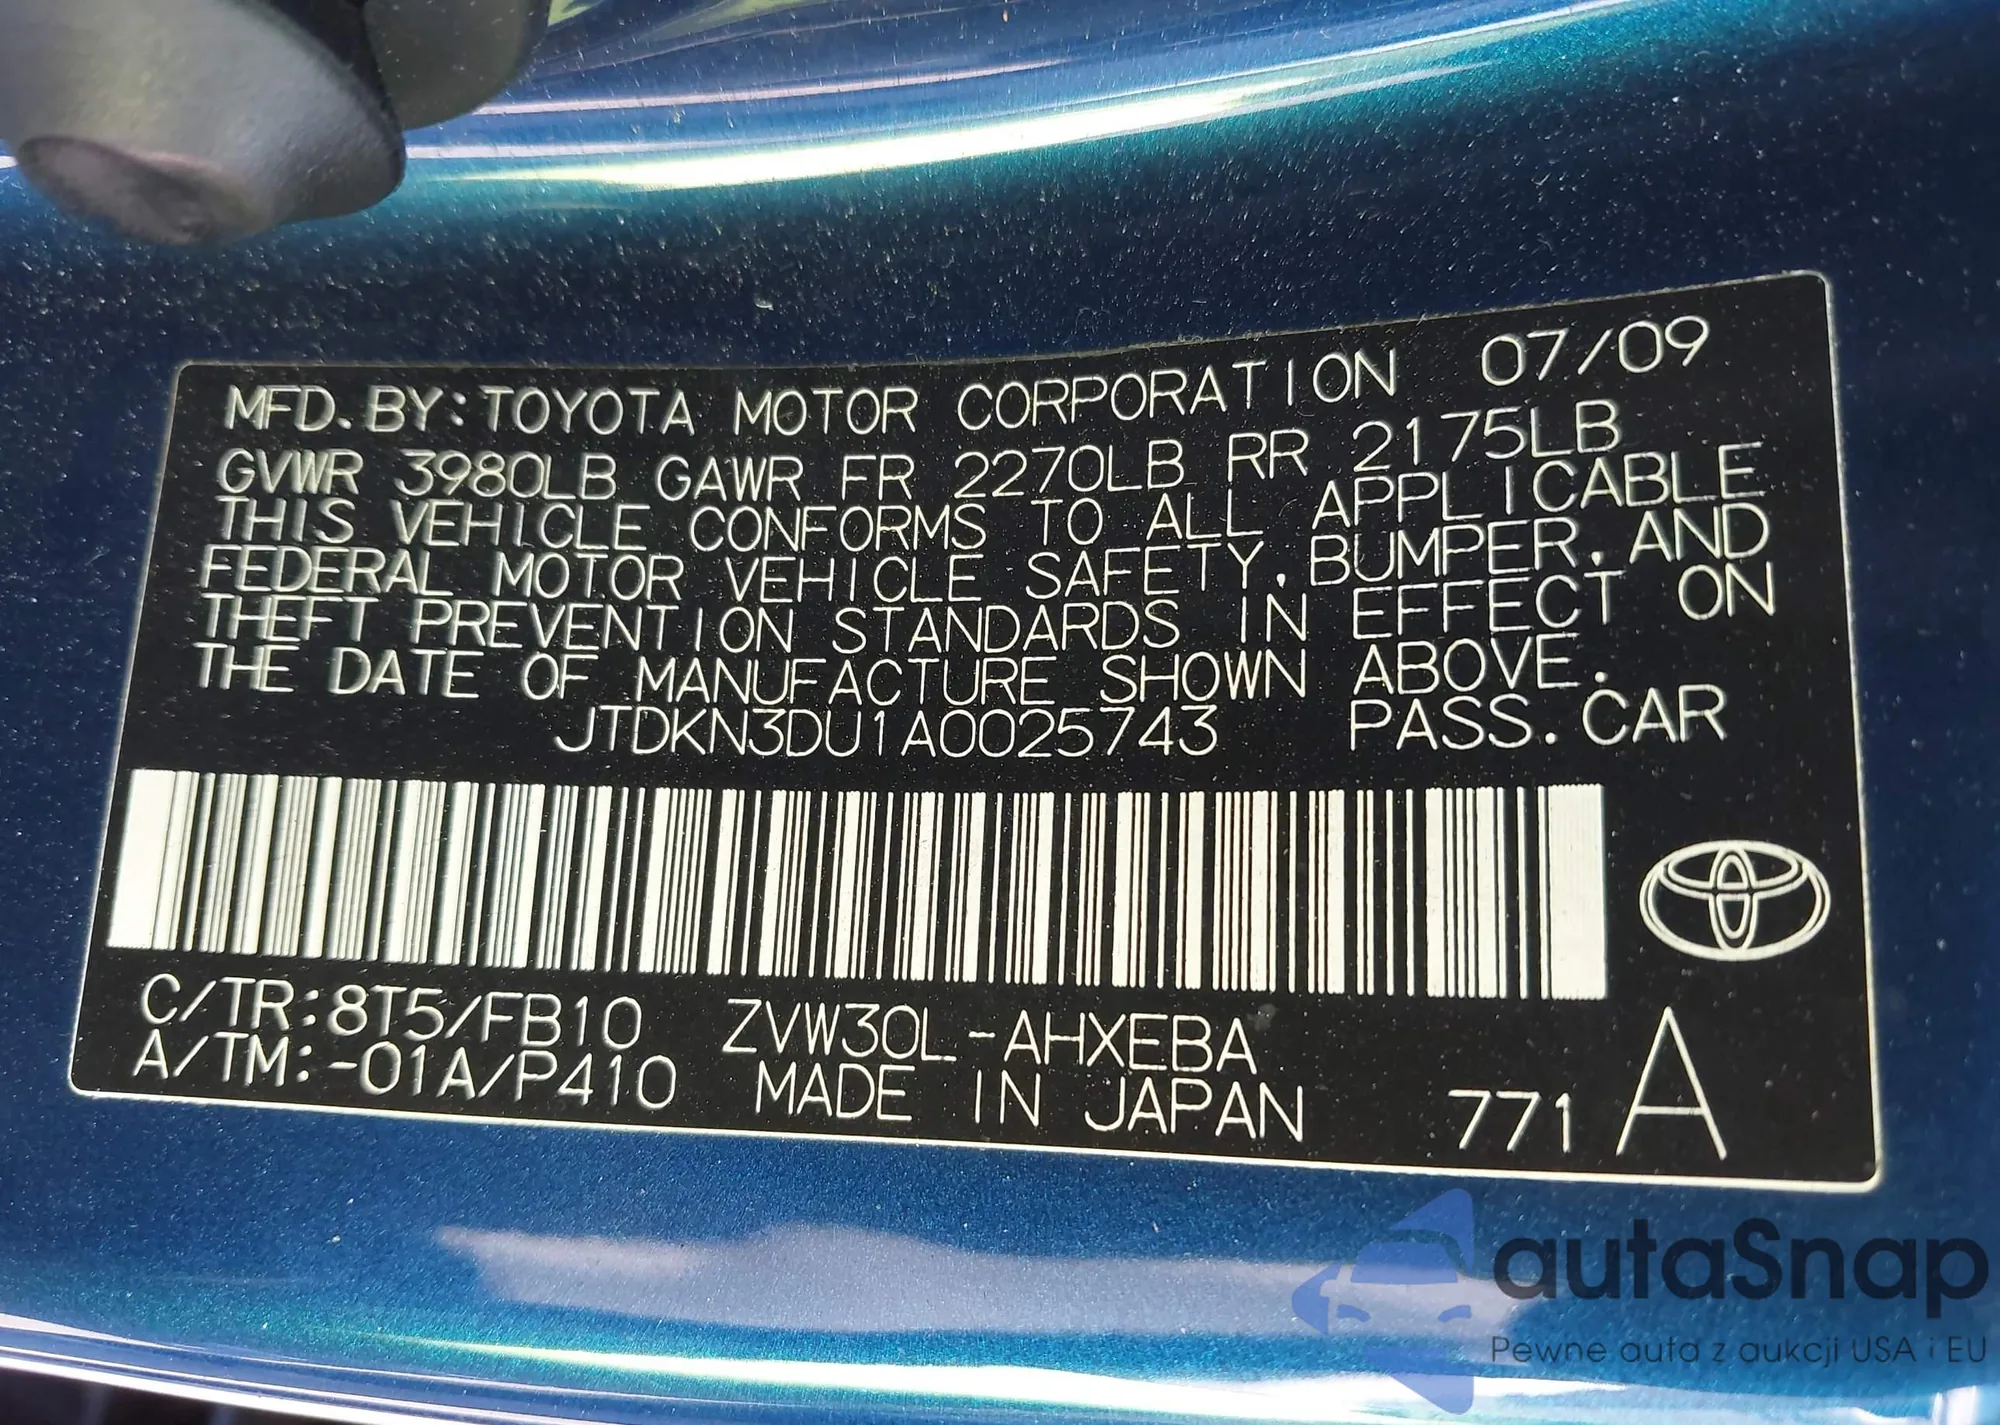 MFD.BY:TOYOTA MOTOR CORPORATION 07/09
GVWR 3980LB GAWR FR 2270LB RR 2175LB
THIS VEHICLE CONFORMS TO ALL APPLICABLE
FEDERAL MOTOR VEHICLE SAFETY, BUMPER, AND
THEFT PREVENTION STANDARDS IN EFFECT ON
THE DATE OF MANUFACTURE SHOWN ABOVE.
JTDKN3DU1A0025743 PASS.CAR
C/TR:8T5/FB10 ZVW30L-AHXEBA
A/TM:-01A/P410 MADE IN JAPAN 771 A
autaSnap
Pewne auta z aukcji USA i EU